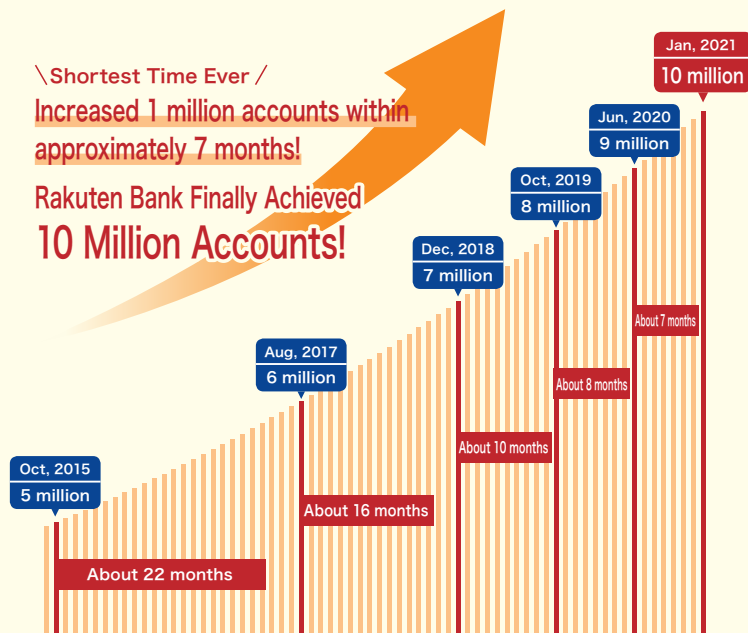 \ Shortest Time Ever /
Increased 1 million accounts within
approximately 7 months!
Rakuten Bank Finally Achieved
10 Million Accounts!
Oct, 2015
5 million
Aug, 2017
6 million
Dec, 2018
7 million
Oct, 2019
8 million
Jun, 2020
9 million
Jan, 2021
10 million
About 22 months
About 16 months
About 10 months
About 8 months
About 7 months